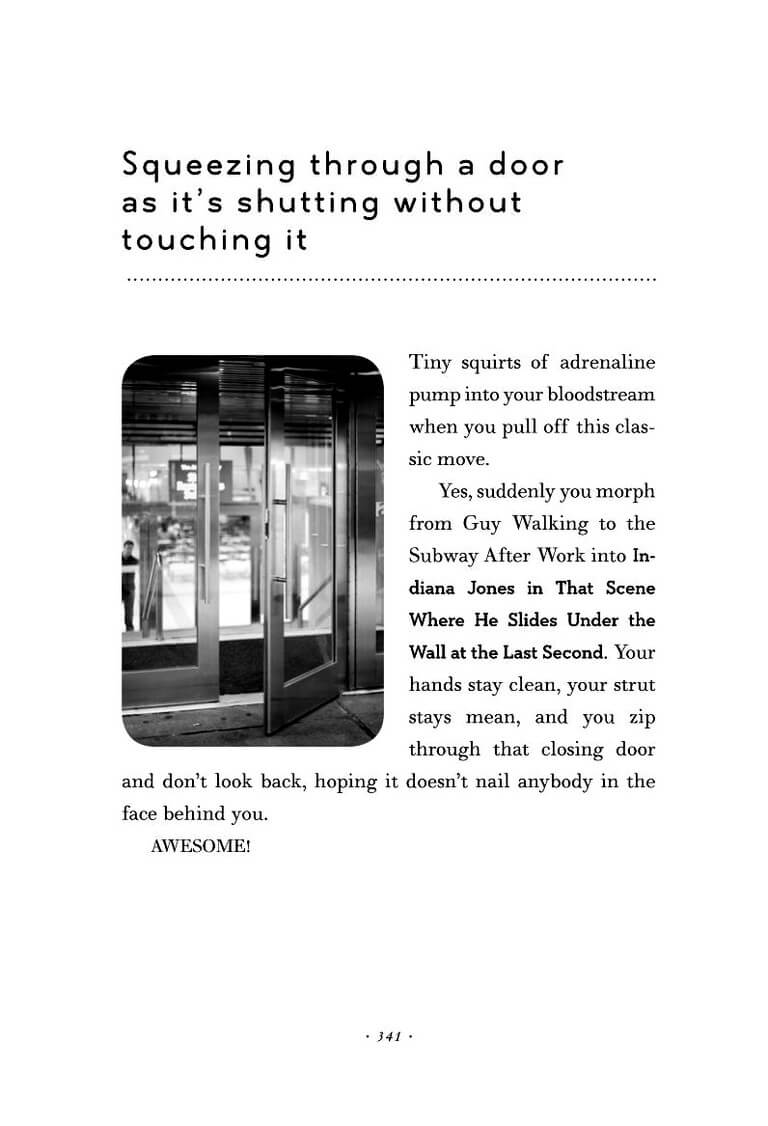 Squeezing through a door
as it's shutting without
touching it
Tiny squirts of adrenaline
pump into your bloodstream
when you pull off this clas-
sic move.
Yes, suddenly you morph
from Guy Walking to the
Subway After Work into In-
diana Jones in That Scene
Where He Slides Under the
Wall at the Last Second. Your
hands stay clean, your strut
stays mean, and you zip
through that closing door
and don't look back, hoping it doesn't nail anybody in the
face behind you.
AWESOME!
· 341 ·